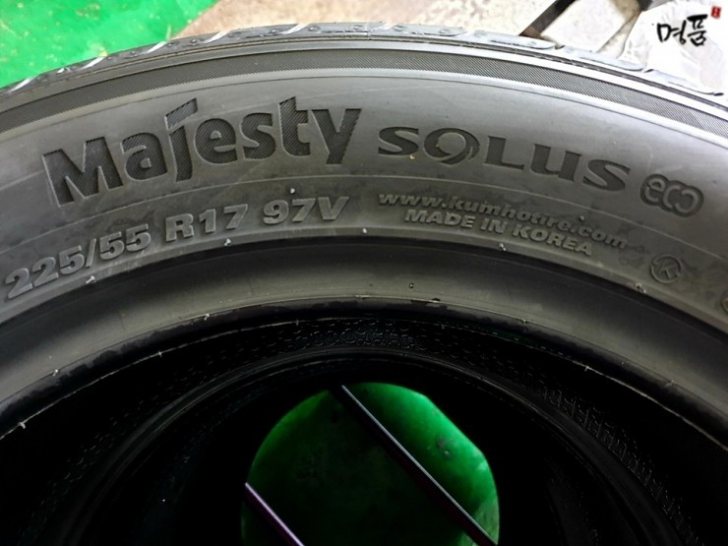 명품
Majesty SOLUS eco
225/55 R17 97V
www.kumhotire.com
MADE IN KOREA
K